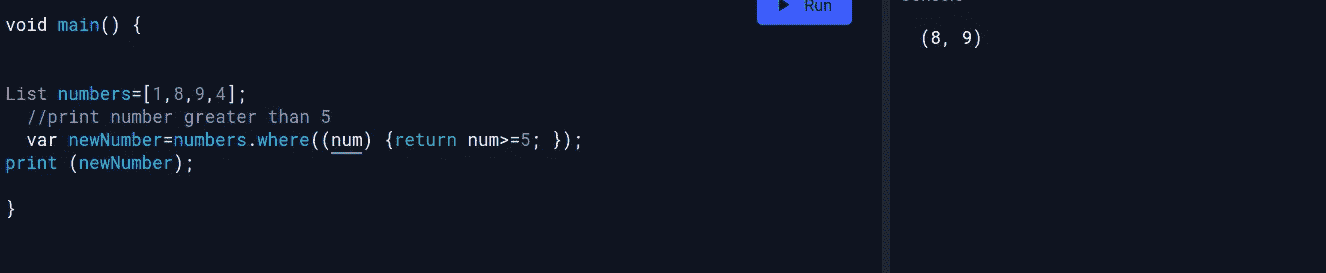 Run
void main() {
List numbers=[1,8,9,4];
//print number greater than 5
var newNumber=numbers.where((num) {return num>=5; });
print (newNumber);
}
(8, 9)